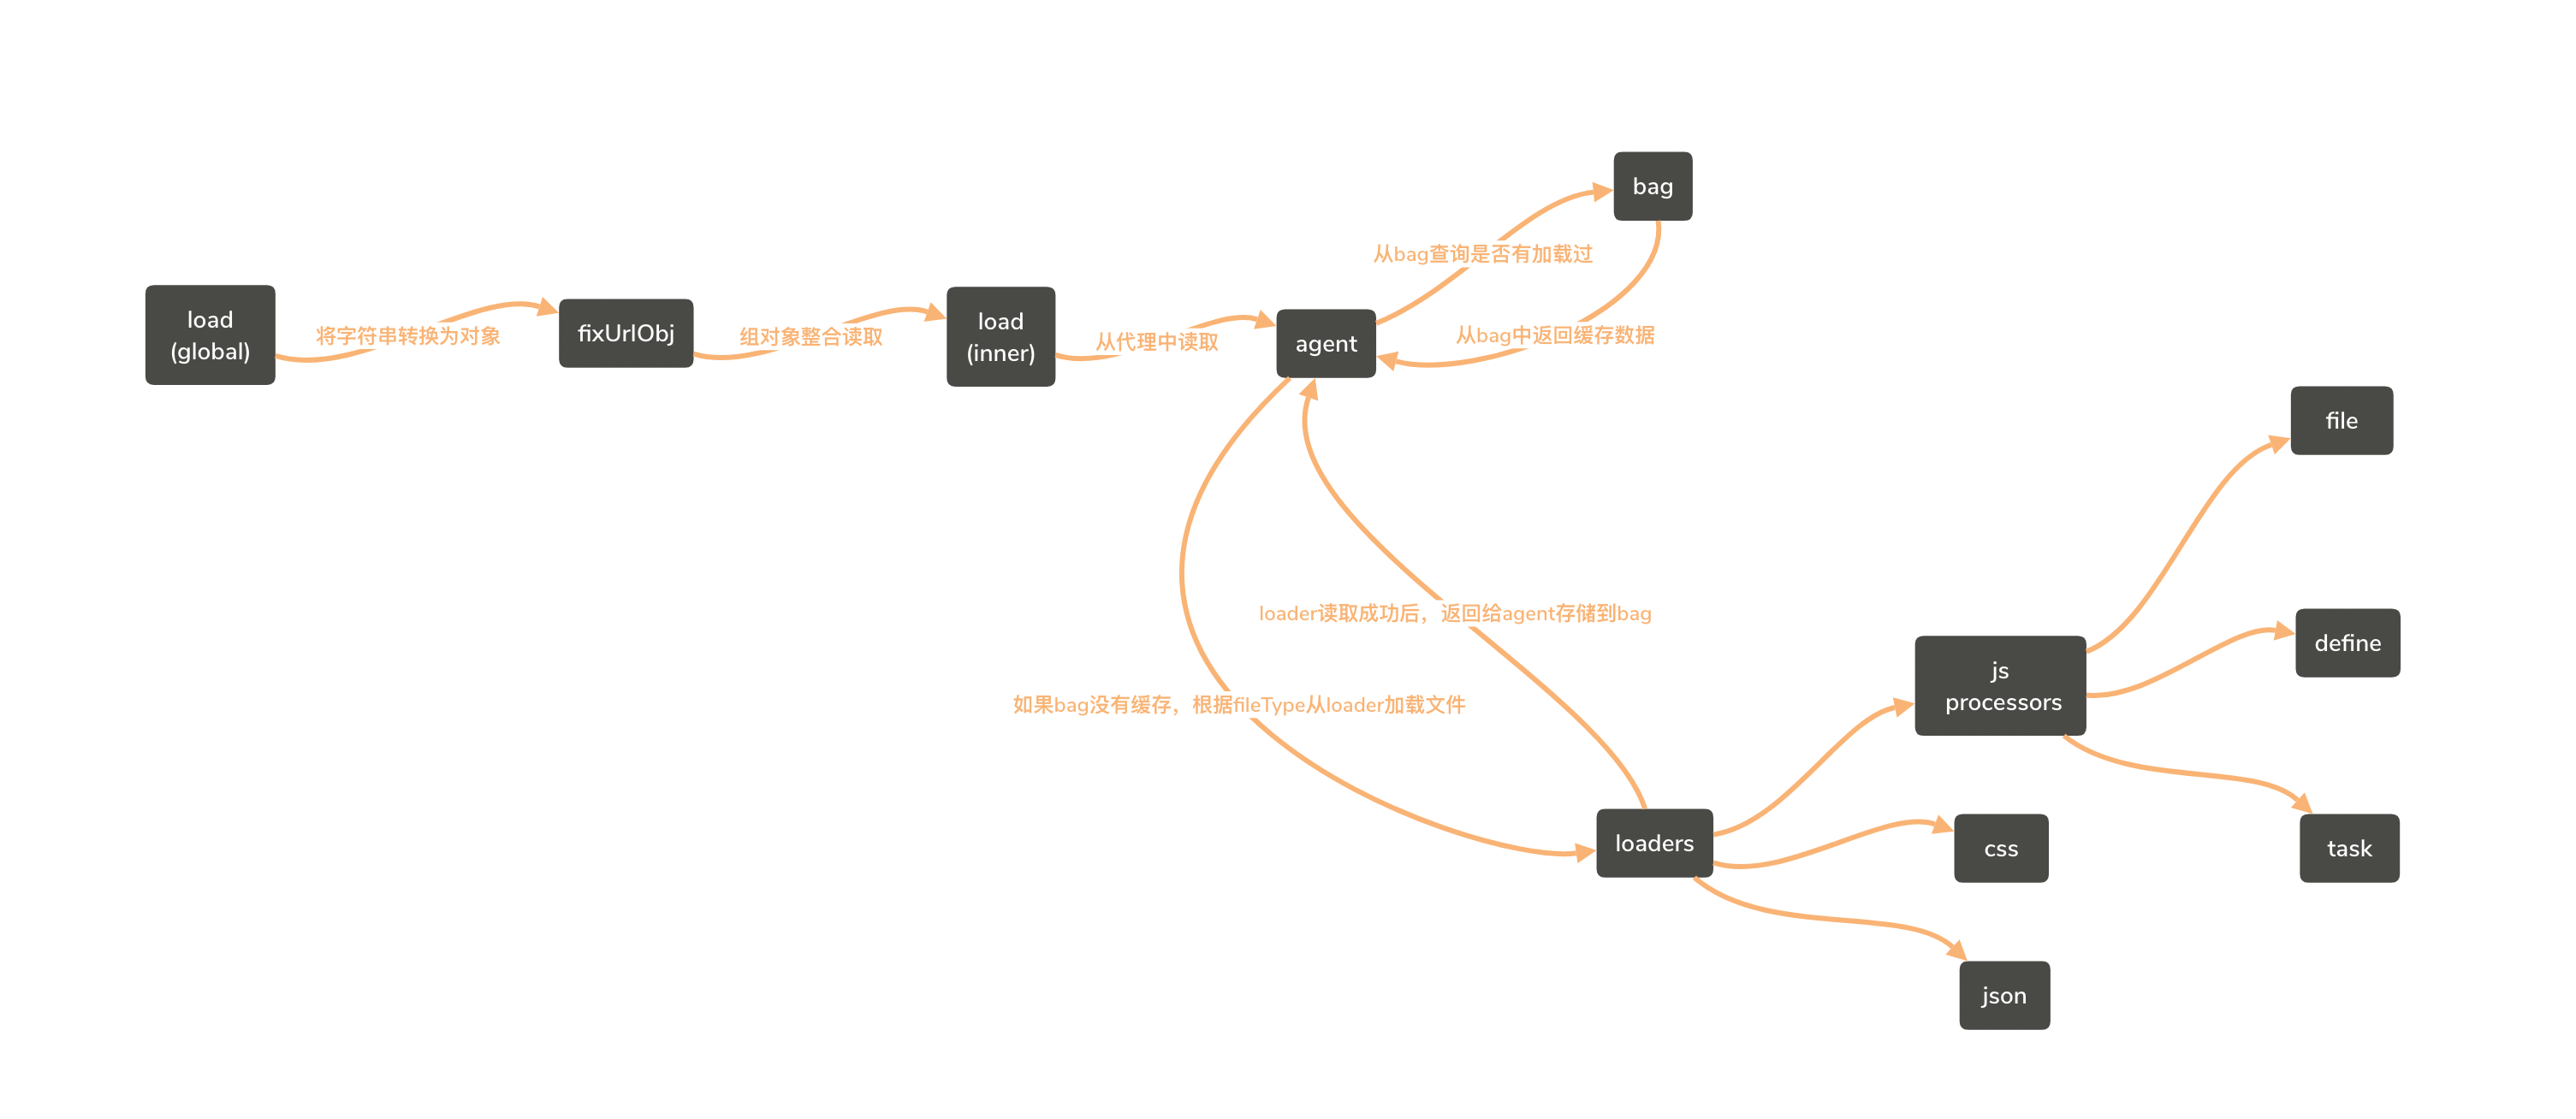 bag
从bag查询是否有加载过
load
(global)
将字符串转换为对象
fixUrlObj
组对象整合读取
load
(inner)
从代理中读取
agent
从bag中返回缓存数据
file
loader读取成功后，返回给agent存储到bag
define
如果bag没有缓存，根据fileType从loader加载文件
js
processors
loaders
css
task
json